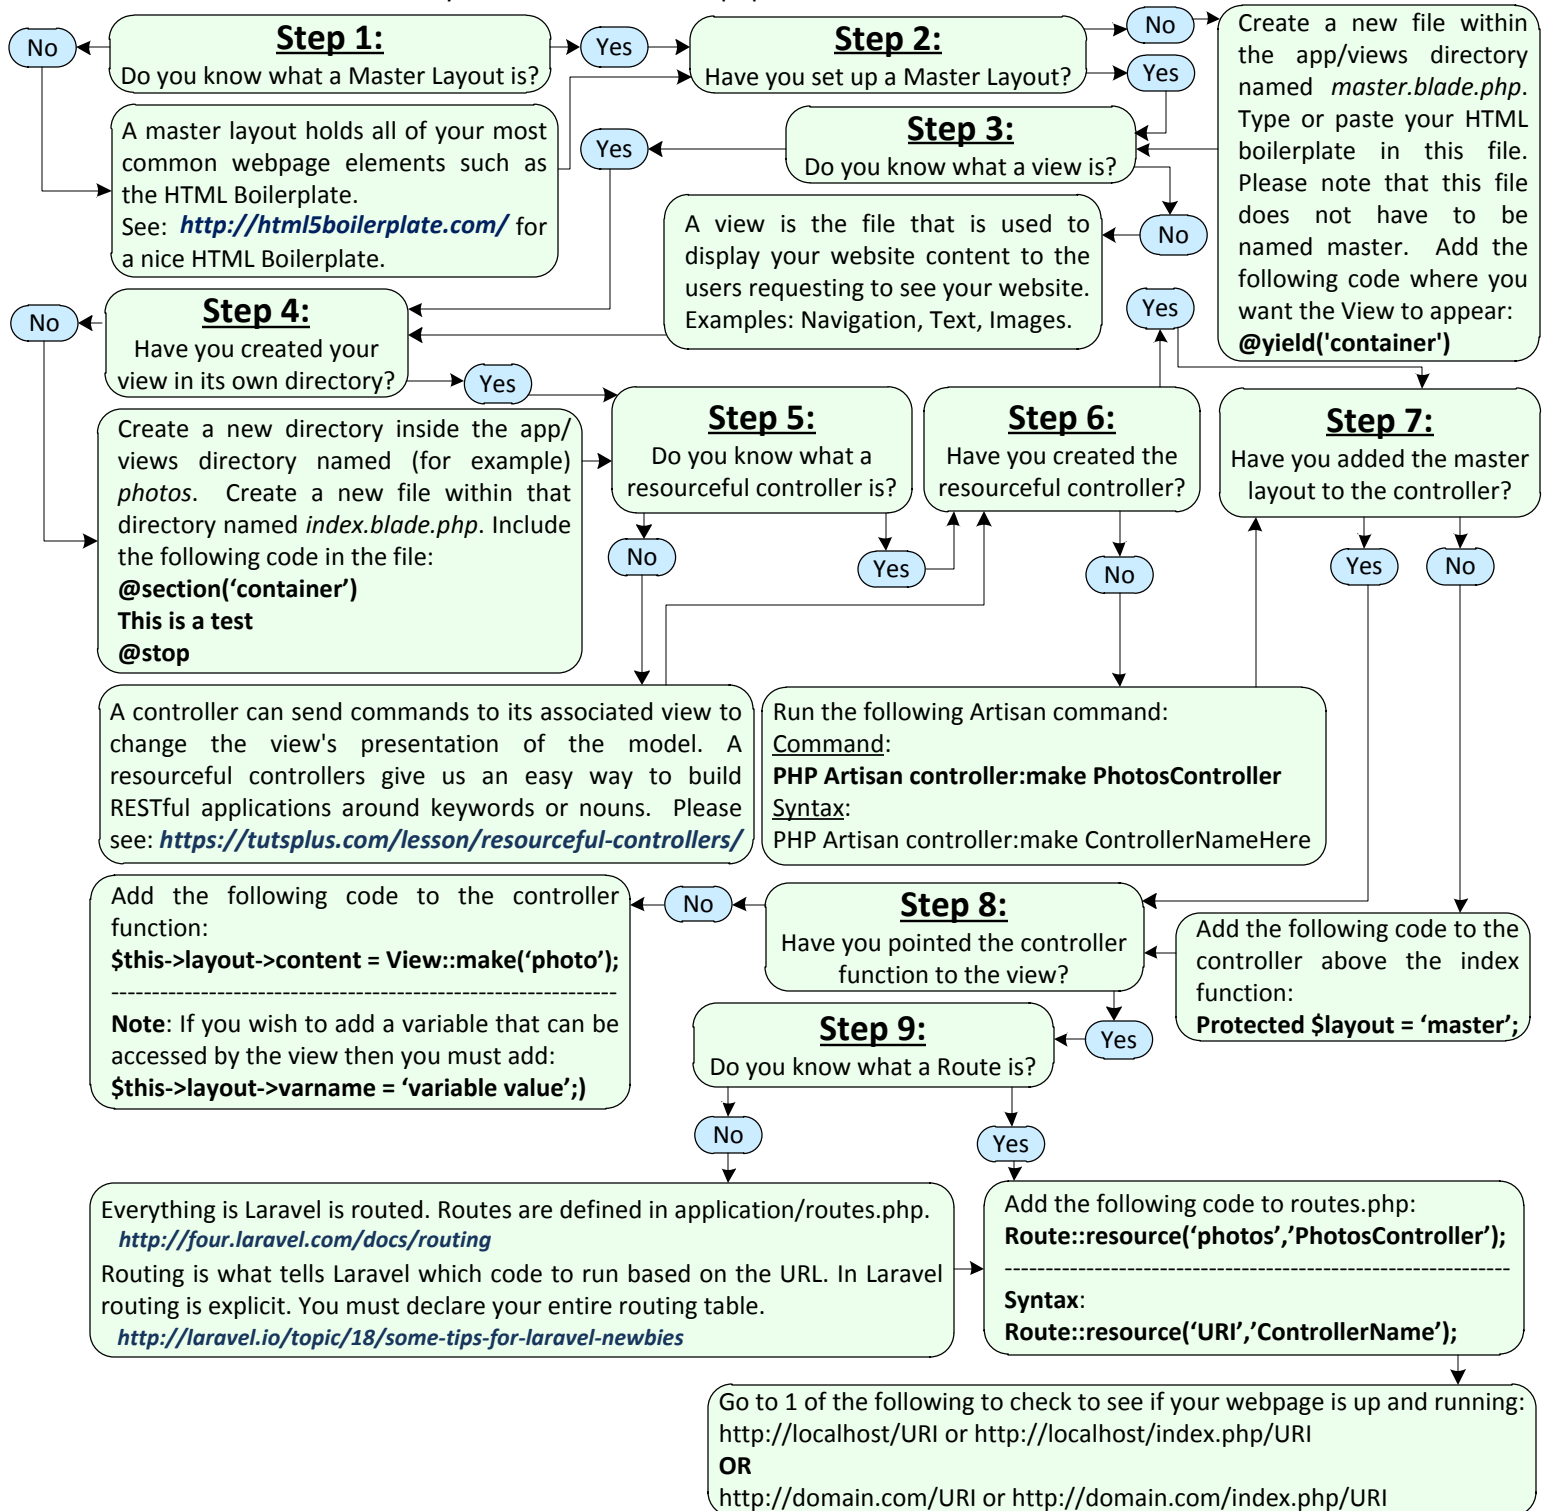 Step 1:
Do you know what a Master Layout is?
No
Yes
Step 2:
Have you set up a Master Layout?
No
Yes
Create a new file within
the app/views directory
named master.blade.php.
Type or paste your HTML
boilerplate in this file.
Please note that this file
does not have to be
named master. Add the
following code where you
want the View to appear:
@yield('container')
A master layout holds all of your most
common webpage elements such as
the HTML Boilerplate.
See: http://html5boilerplate.com/ for
a nice HTML Boilerplate.
Step 3:
Do you know what a view is?
Yes
No
A view is the file that is used to
display your website content to the
users requesting to see your website.
Examples: Navigation, Text, Images.
Step 4:
Have you created your
view in its own directory?
No
Yes
Create a new directory inside the app/
views directory named (for example)
photos. Create a new file within that
directory named index.blade.php. Include
the following code in the file:
@section(‘container’)
This is a test
@stop
Step 5:
Do you know what a
resourceful controller is?
No
Yes
A controller can send commands to its associated view to
change the view's presentation of the model. A
resourceful controllers give us an easy way to build
RESTful applications around keywords or nouns. Please
see: https://tutsplus.com/lesson/resourceful-controllers/
Step 6:
Have you created the
resourceful controller?
Yes
No
Run the following Artisan command:
Command:
PHP Artisan controller:make PhotosController
Syntax:
PHP Artisan controller:make ControllerNameHere
Step 7:
Have you added the master
layout to the controller?
Yes
No
Add the following code to the
controller above the index
function:
Protected $layout = ‘master’;
Step 8:
Have you pointed the controller
function to the view?
No
Yes
Add the following code to the controller
function:
$this->layout->content = View::make(‘photo’);
--------------------------------------------------------------
Note: If you wish to add a variable that can be
accessed by the view then you must add:
$this->layout->varname = ‘variable value’;)
Step 9:
Do you know what a Route is?
No
Yes
Everything is Laravel is routed. Routes are defined in application/routes.php.
http://four.laravel.com/docs/routing
Routing is what tells Laravel which code to run based on the URL. In Laravel
routing is explicit. You must declare your entire routing table.
http://laravel.io/topic/18/some-tips-for-laravel-newbies
Add the following code to routes.php:
Route::resource(‘photos’,’PhotosController’);
--------------------------------------------------------------
Syntax:
Route::resource(‘URI’,’ControllerName’);
Go to 1 of the following to check to see if your webpage is up and running:
http://localhost/URI or http://localhost/index.php/URI
OR
http://domain.com/URI or http://domain.com/index.php/URI